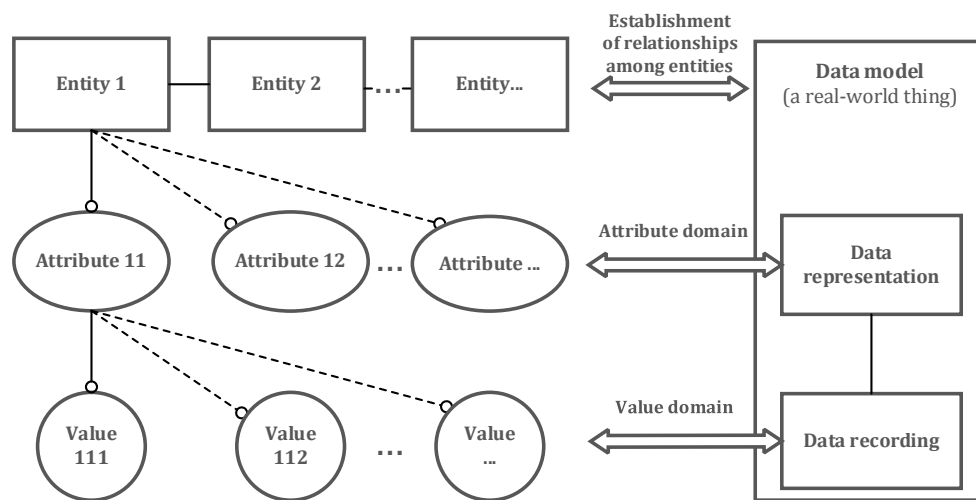 Establishment
of relationships
among entities
Entity 1
Entity 2
...
Entity...
Data model
(a real-world thing)
Attribute domain
Attribute 11
Attribute 12
...
Attribute ...
Data
representation
Value domain
Value
111
Value
112
...
Value
...
Data recording